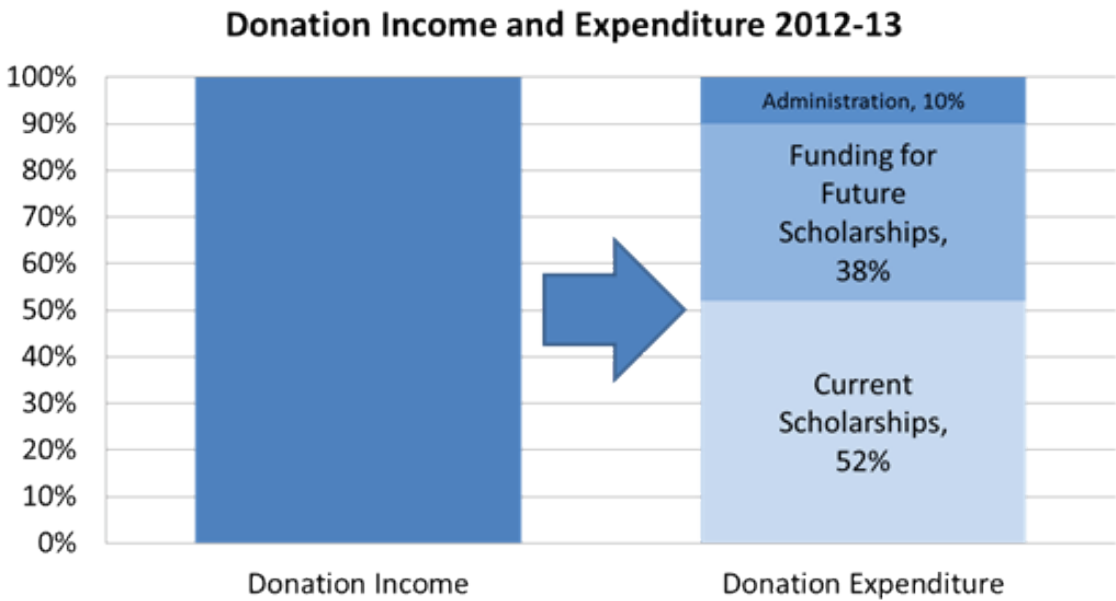 Donation Income and Expenditure 2012-13
100%
90%
80%
70%
60%
50%
40%
30%
20%
10%
0%
Administration, 10%
Funding for
Future
Scholarships,
38%
Current
Scholarships,
52%
Donation Income
Donation Expenditure